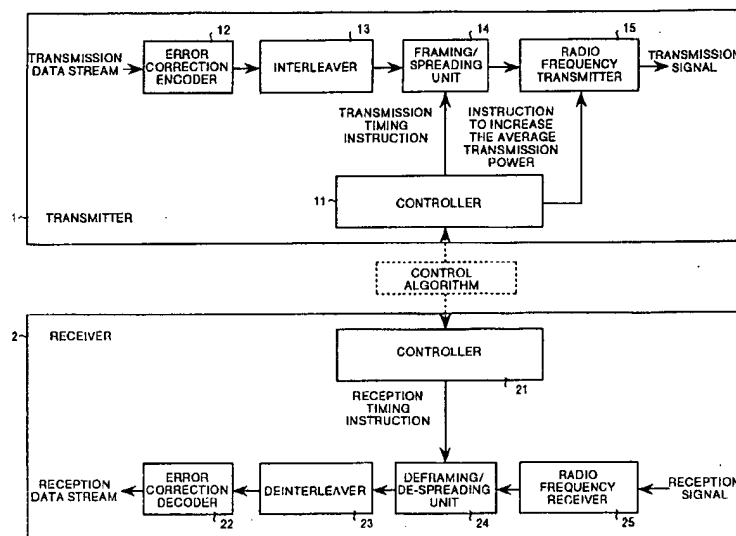 12
13
14
15
TRANSMISSION
DATA STREAM
ERROR
CORRECTION
ENCODER
INTERLEAVER
FRAMING/
SPREADING
UNIT
RADIO
FREQUENCY
TRANSMITTER
TRANSMISSION
SIGNAL
TRANSMISSION
TIMING
INSTRUCTION
INSTRUCTION
TO INCREASE
THE AVERAGE
TRANSMISSION
POWER
11
CONTROLLER
1
TRANSMITTER
CONTROL
ALGORITHM
2
RECEIVER
CONTROLLER
21
RECEPTION
TIMING
INSTRUCTION
RECEPTION
DATA STREAM
ERROR
CORRECTION
DECODER
DEINTERLEAVER
DEFRAMING/
DE-SPREADING
UNIT
RADIO
FREQUENCY
RECEIVER
RECEPTION
SIGNAL
22
23
24
25